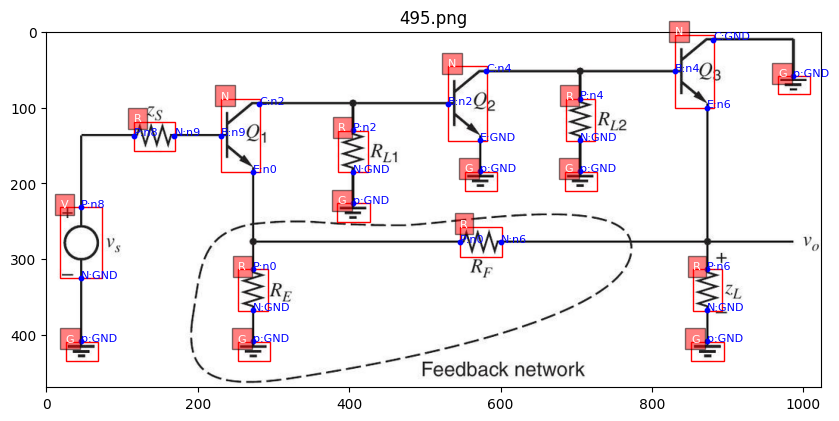 495.png
0
100
200
300
400
0
200
400
600
800
1000
N
C:GND
Q3
G
p:GND
B:n4
E:n6
N
C:n4
Q2
B:n2
E:GND
G
p:GND
R
P:n4
RL2
N:GND
G
p:GND
N
C:n2
Q1
B:n9
E:n0
zS
R
P:n8
N:n9
R
P:n2
RL1
N:GND
G
p:GND
V
P:n8
+
vs
−
N:GND
G
p:GND
R
P:n0
N:n6
RF
vo
R
P:n0
RE
N:GND
G
p:GND
R
P:n6
+
zL
−
N:GND
G
p:GND
Feedback network